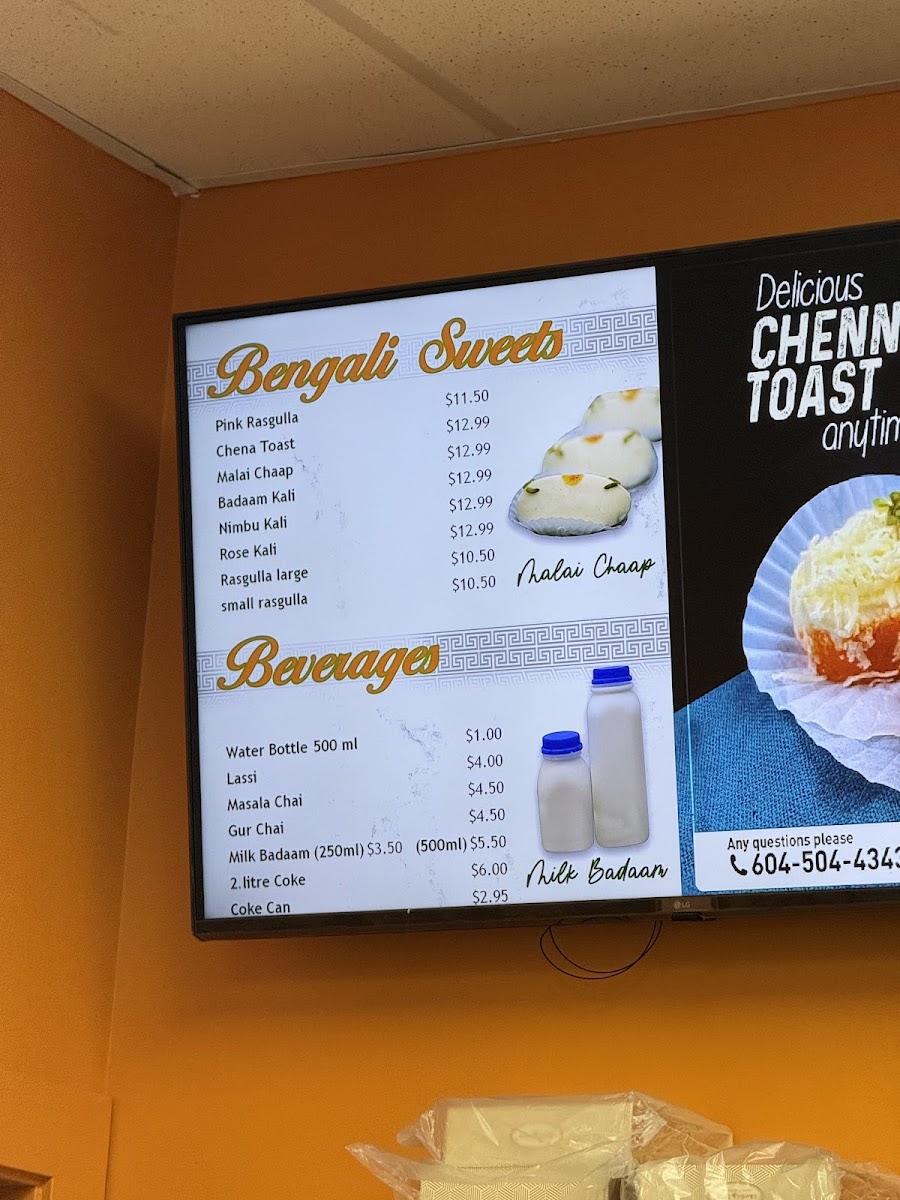 Bengali Sweets
Pink Rasgulla $11.50
Chena Toast $12.99
Malai Chaap $12.99
Badaam Kali $12.99
Nimbu Kali $12.99
Rose Kali $12.99
Rasgulla large $10.50
small rasgulla $10.50
Malai Chaap
Beverages
Water Bottle 500 ml $1.00
Lassi $4.00
Masala Chai $4.50
Gur Chai $4.50
Milk Badaam (250ml) $3.50 (500ml) $5.50
2.litre Coke $6.00
Coke Can $2.95
Milk Badaam
Delicious
CHENN
TOAST
anytim
Any questions please
604-504-4343
LG